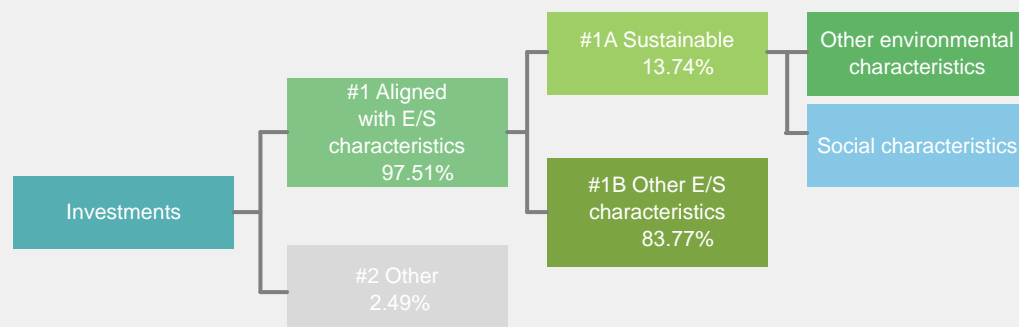 Investments
#1 Aligned
with E/S
characteristics
97.51%
#2 Other
2.49%
#1A Sustainable
13.74%
#1B Other E/S
characteristics
83.77%
Other environmental
characteristics
Social characteristics